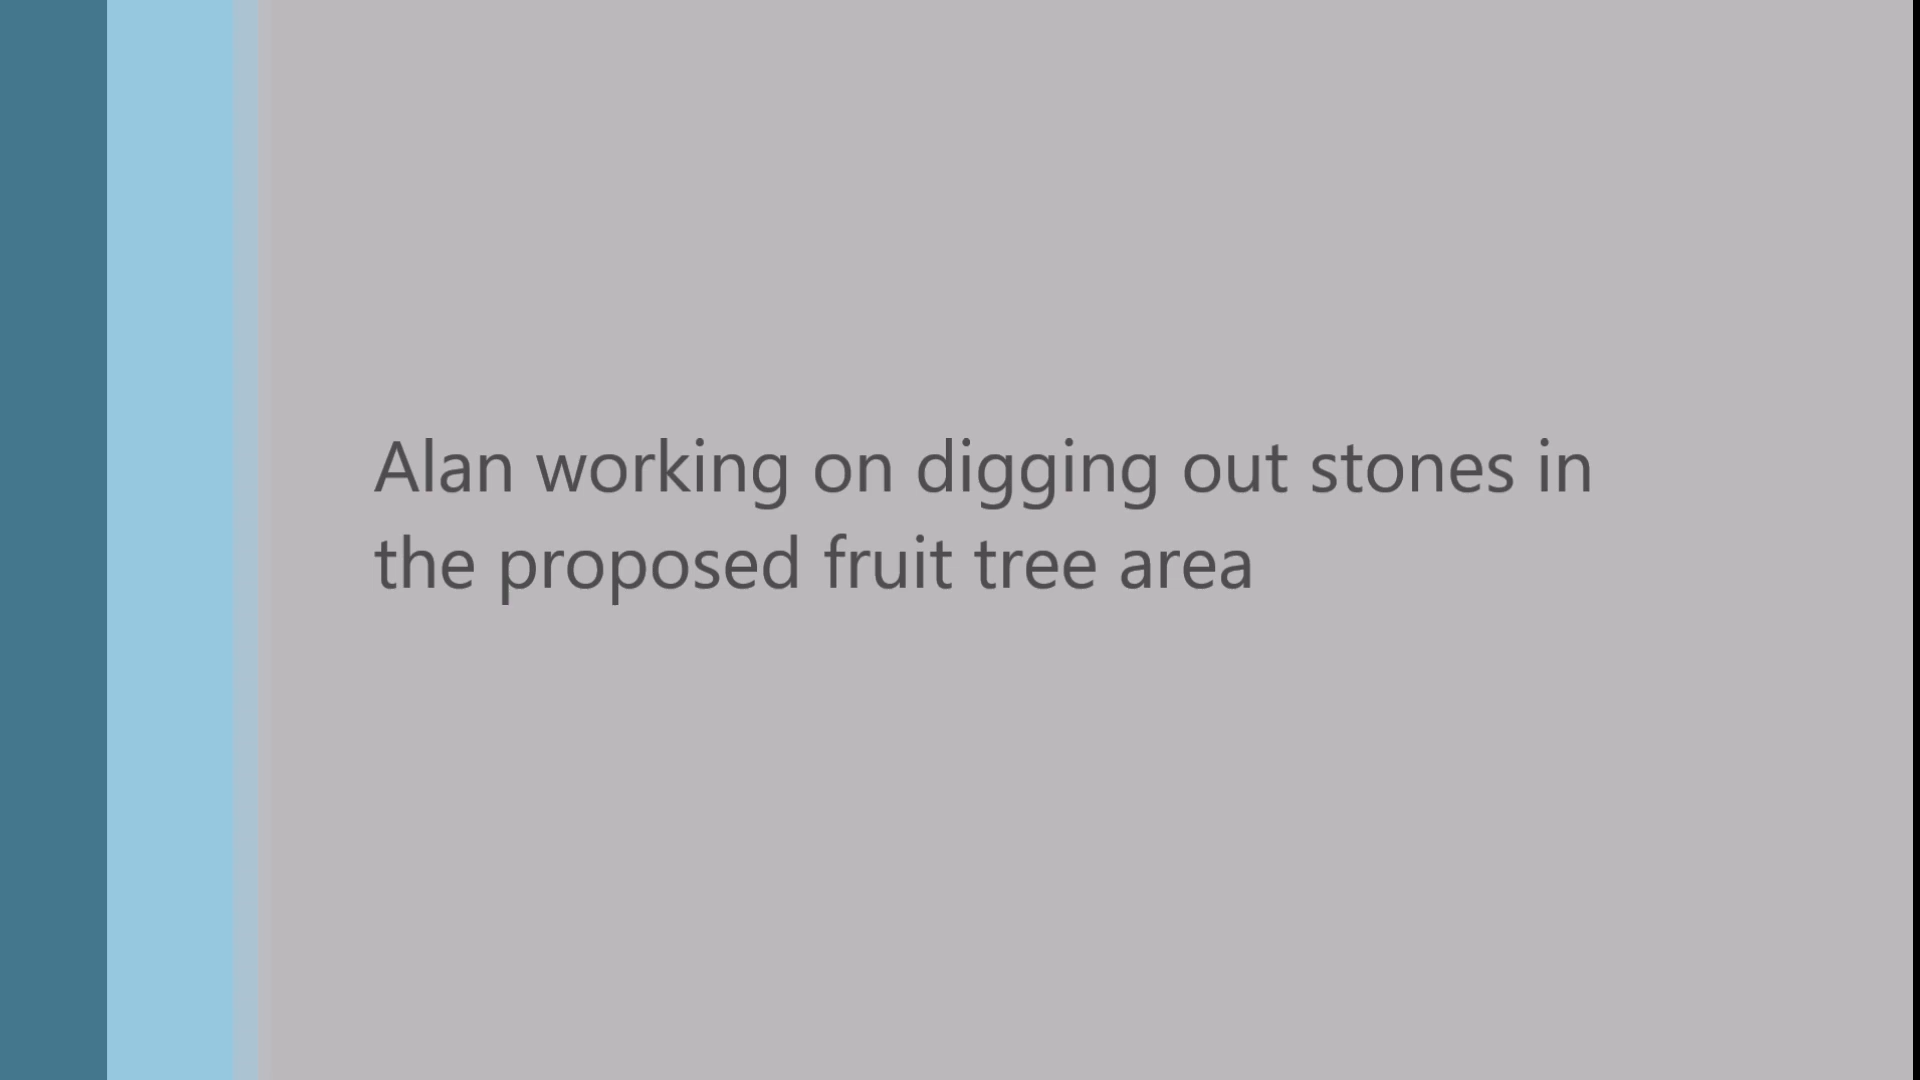 Alan working on digging out stones in
the proposed fruit tree area